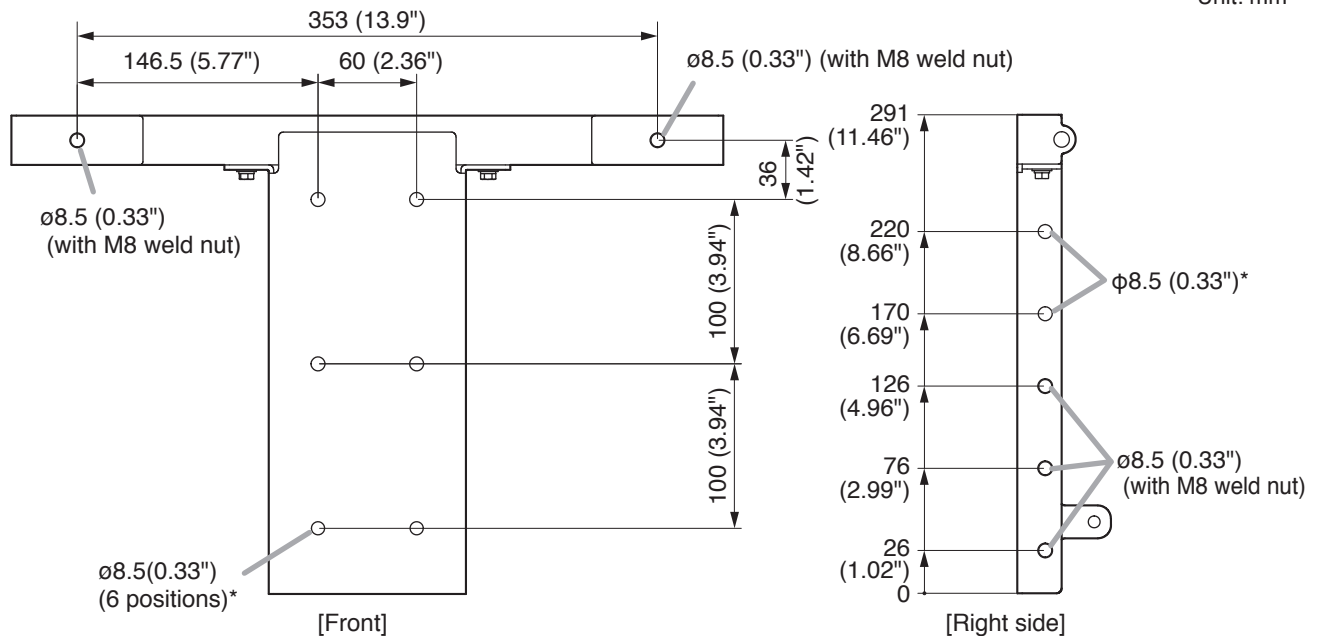 Unit: mm
353 (13.9")
146.5 (5.77")
60 (2.36")
ø8.5 (0.33") (with M8 weld nut)
36
(1.42")
ø8.5 (0.33")
(with M8 weld nut)
100 (3.94")
100 (3.94")
ø8.5(0.33")
(6 positions)*
[Front]
291
(11.46")
220
(8.66")
170
(6.69")
126
(4.96")
76
(2.99")
26
(1.02")
0
φ8.5 (0.33")*
ø8.5 (0.33")
(with M8 weld nut)
[Right side]